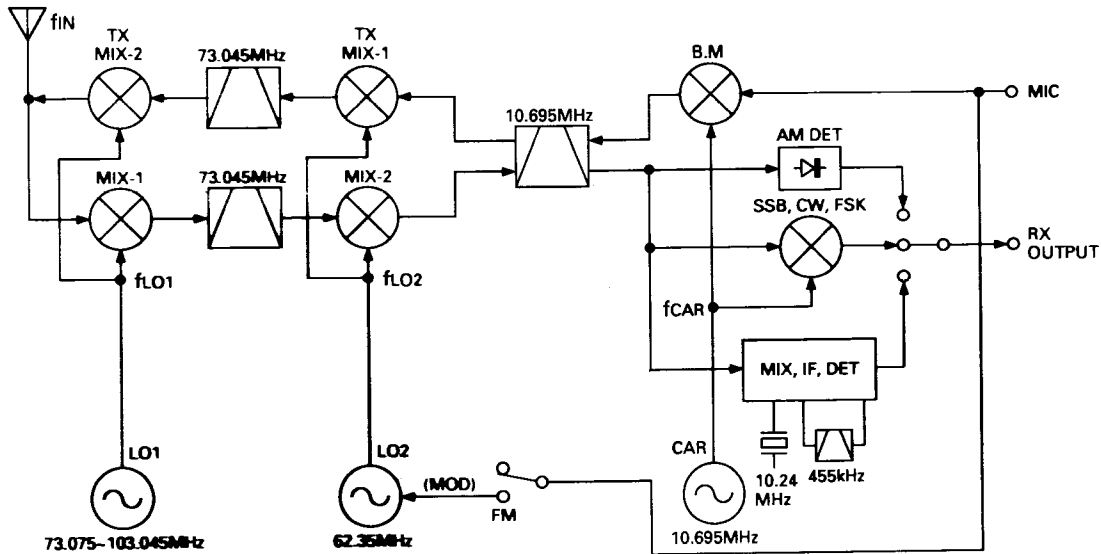 fIN
TX
MIX-2
73.045MHz
TX
MIX-1
B.M
10.695MHz
MIC
AM DET
MIX-1
73.045MHz
MIX-2
SSB, CW, FSK
RX
OUTPUT
fLO1
fLO2
fCAR
MIX, IF, DET
LO1
LO2
CAR
(MOD)
FM
10.24
MHz
455kHz
73.075~103.045MHz
62.35MHz
10.695MHz